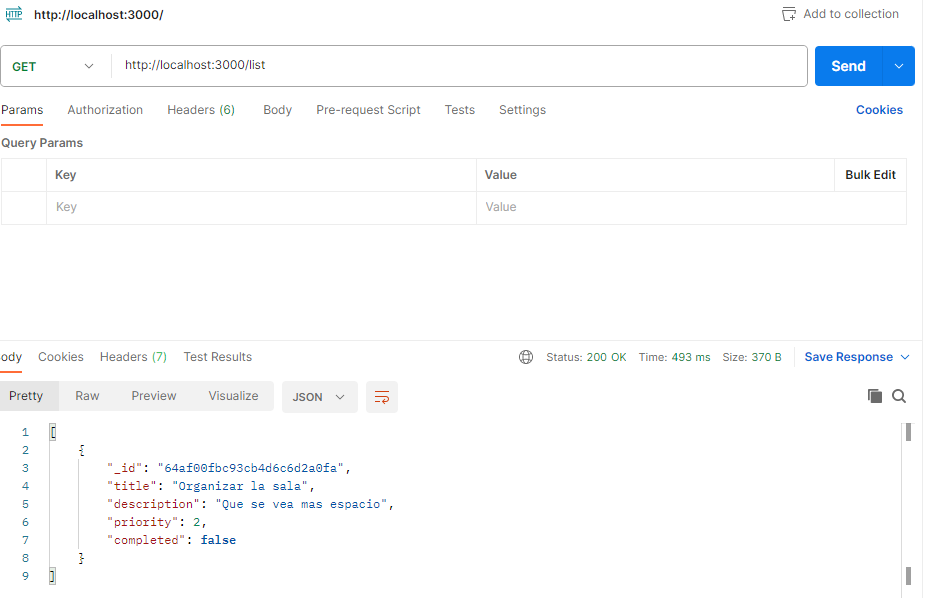 HTTP http://localhost:3000/ Add to collection
GET http://localhost:3000/list Send
Params Authorization Headers (6) Body Pre-request Script Tests Settings Cookies
Query Params
Key Value Bulk Edit
Key Value
ody Cookies Headers (7) Test Results Status: 200 OK Time: 493 ms Size: 370 B Save Response
Pretty Raw Preview Visualize JSON
1 [
2 {
3 "_id": "64af00fbc93cb4d6c6d2a0fa",
4 "title": "Organizar la sala",
5 "description": "Que se vea mas espacio",
6 "priority": 2,
7 "completed": false
8 }
9 ]